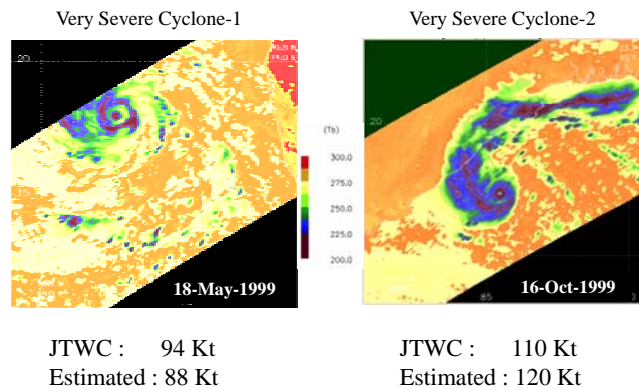 Very Severe Cyclone-1
Very Severe Cyclone-2
20
20
(Tb)
300.0
275.0
250.0
225.0
200.0
18-May-1999
85
16-Oct-1999
JTWC : 94 Kt
JTWC : 110 Kt
Estimated : 88 Kt
Estimated : 120 Kt